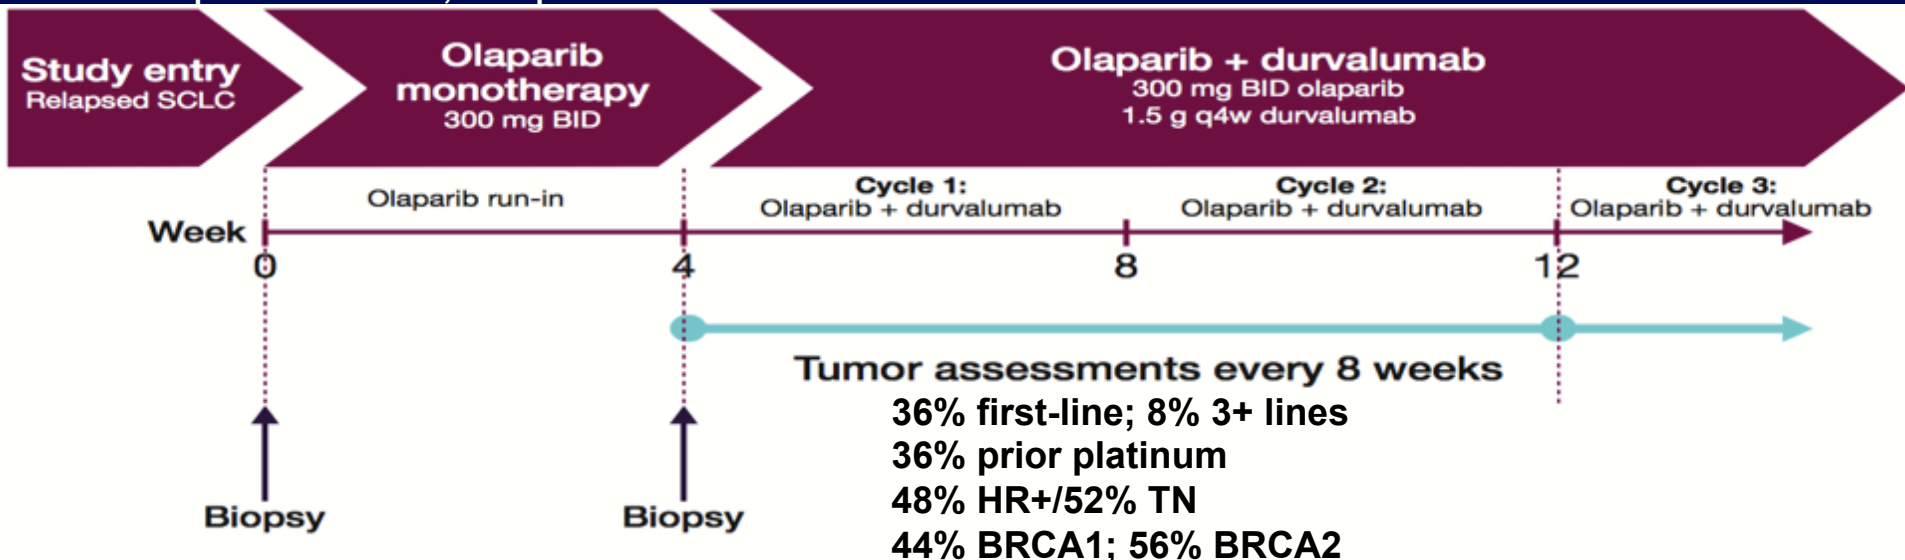 Study entry
Relapsed SCLC
Olaparib
monotherapy
300 mg BID
Olaparib + durvalumab
300 mg BID olaparib
1.5 g q4w durvalumab
Olaparib run-in
Cycle 1:
Olaparib + durvalumab
Cycle 2:
Olaparib + durvalumab
Cycle 3:
Olaparib + durvalumab
Week
0
4
8
12
Tumor assessments every 8 weeks
36% first-line; 8% 3+ lines
36% prior platinum
48% HR+/52% TN
44% BRCA1; 56% BRCA2
Biopsy
Biopsy